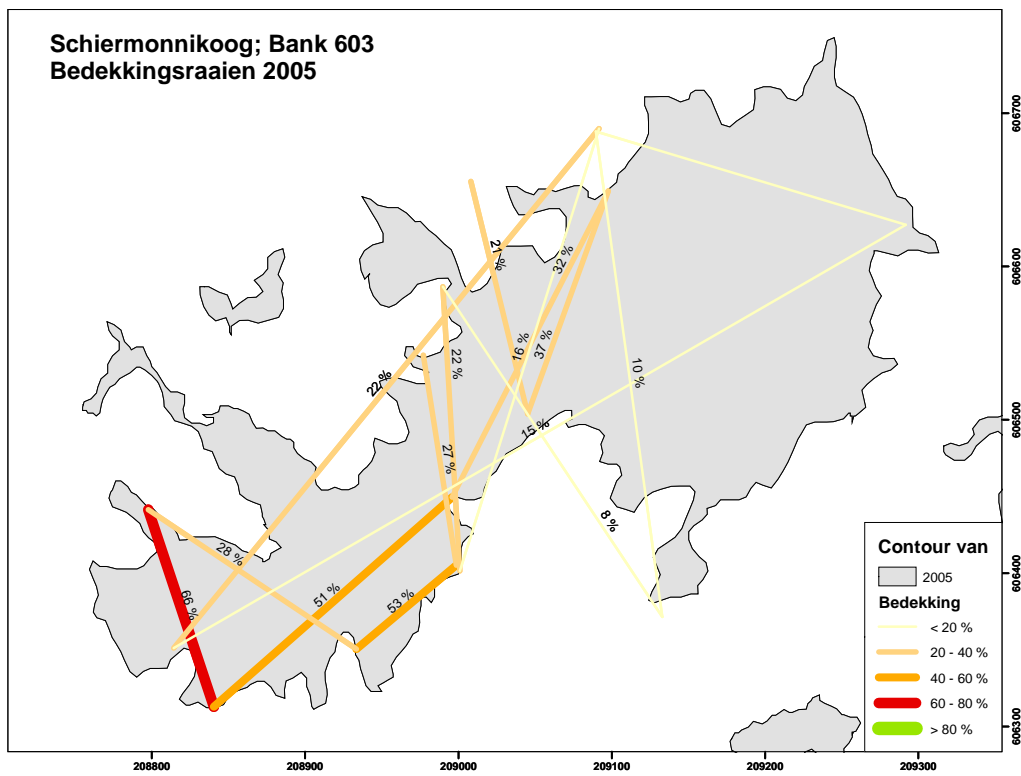 Schiermonnikoog; Bank 603
Bedekkingsraaien 2005
606700
606600
606500
606400
606300
21 %
32 %
16 %
37 %
22 %
22 %
10 %
15 %
27 %
8 %
28 %
66 %
51 %
53 %
Contour van
2005
Bedekking
< 20 %
20 - 40 %
40 - 60 %
60 - 80 %
> 80 %
208800
208900
209000
209100
209200
209300